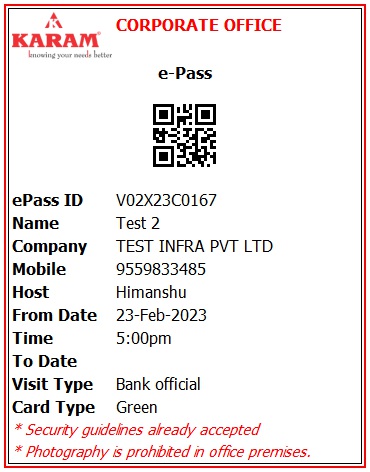 CORPORATE OFFICE
KARAM®
knowing your needs better
e-Pass
ePass ID V02X23C0167
Name Test 2
Company TEST INFRA PVT LTD
Mobile 9559833485
Host Himanshu
From Date 23-Feb-2023
Time 5:00pm
To Date
Visit Type Bank official
Card Type Green
* Security guidelines already accepted
* Photography is prohibited in office premises.